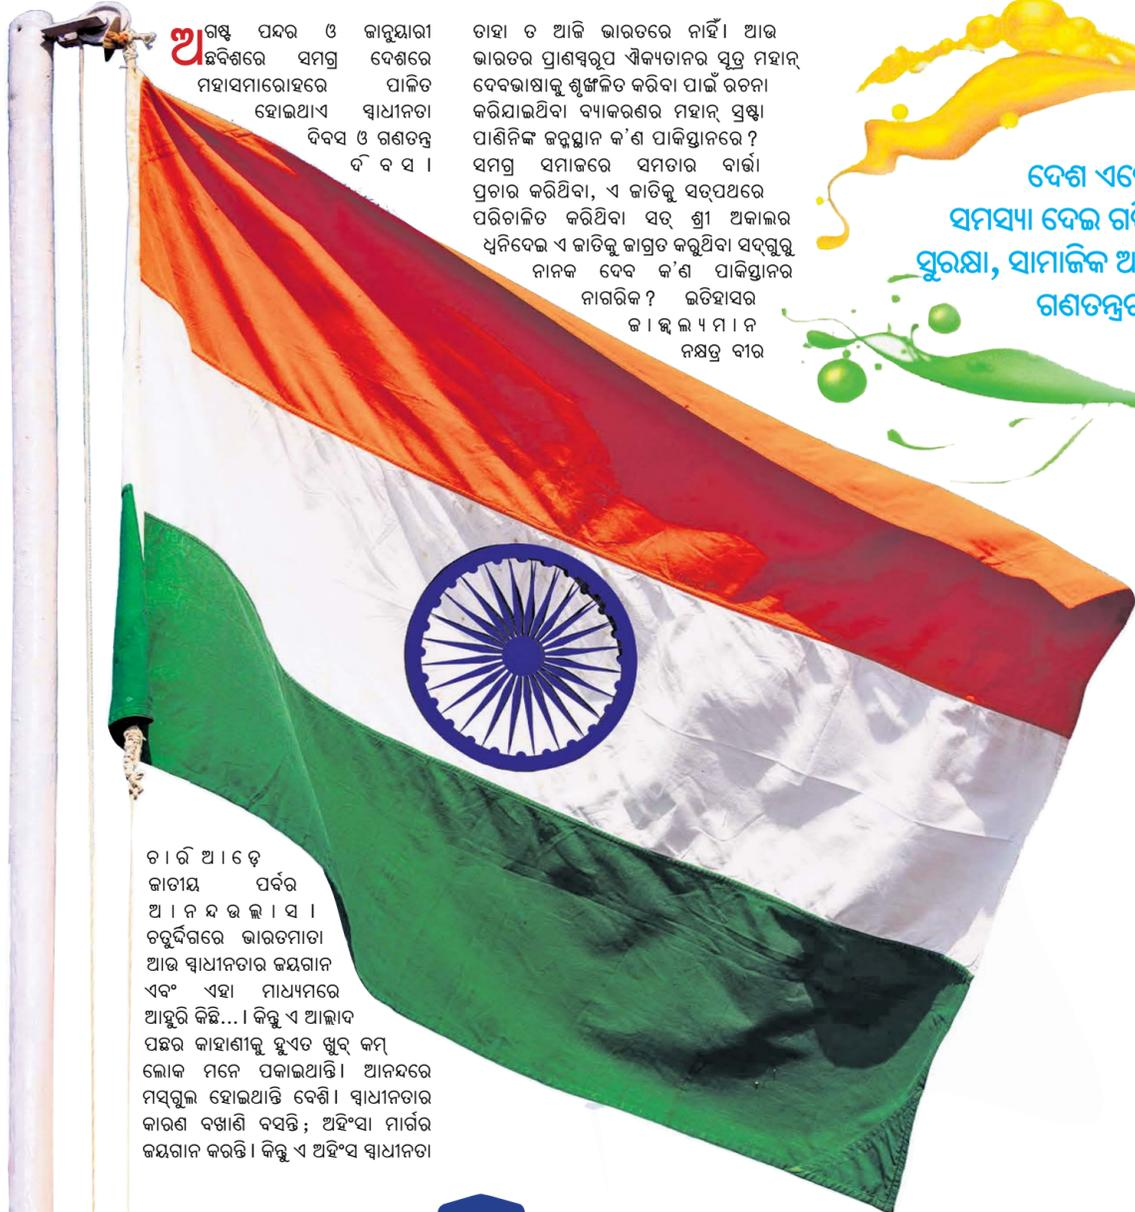 ଅଗଷ୍ଟ ପନ୍ଦର ଓ ଜାନୁୟାରୀ
ଛବିଶରେ ସମଗ୍ର ଦେଶରେ
ମହାସମାରୋହରେ ପାଳିତ
ହୋଇଥାଏ ସ୍ୱାଧୀନତା
ଦିବସ ଓ ଗଣତନ୍ତ୍ର
ଦିବସ।
ଚାରିଆଡ଼େ
ଜାତୀୟ ପର୍ବର
ଆନନ୍ଦଉଲ୍ଲାସ।
ଚତୁର୍ଦ୍ଦିଗରେ ଭାରତମାତା
ଆଉ ସ୍ୱାଧୀନତାର ଜୟଗାନ
ଏବଂ ଏହା ମାଧ୍ୟମରେ
ଆହୁରି କିଛି...। କିନ୍ତୁ ଏ ଆହ୍ଲାଦ
ପଛର କାହାଣୀକୁ ହୁଏତ ଖୁବ୍ କମ୍
ଲୋକ ମନେ ପକାଇଥାନ୍ତି। ଆନନ୍ଦରେ
ମସଗୁଲ ହୋଇଥାନ୍ତି ବେଶି। ସ୍ୱାଧୀନତାର
କାରଣ ବଖାଣି ବସନ୍ତି; ଅହିଂସା ମାର୍ଗର
ଜୟଗାନ କରନ୍ତି। କିନ୍ତୁ ଏ ଅହିଂସ ସ୍ୱାଧୀନତା
ତାହା ତ ଆଜି ଭାରତରେ ନାହିଁ। ଆଉ
ଭାରତର ପ୍ରାଣସ୍ୱରୂପ ଐକ୍ୟତାନର ସୂତ୍ର ମହାନ୍
ଦେବଭାଷାକୁ ଶୃଙ୍ଖଳିତ କରିବା ପାଇଁ ରଚନା
କରିଯାଇଥିବା ବ୍ୟାକରଣର ମହାନ୍ ସ୍ରଷ୍ଟା
ପାଣିନିଙ୍କ ଜନ୍ମସ୍ଥାନ କ'ଣ ପାକିସ୍ତାନରେ?
ସମଗ୍ର ସମାଜରେ ସମତାର ବାର୍ତ୍ତା
ପ୍ରଚାର କରିଥିବା, ଏ ଜାତିକୁ ସତ୍‌ପଥରେ
ପରିଚାଳିତ କରିଥିବା ସତ୍ ଶ୍ରୀ ଅକାଲର
ଧ୍ୱନିଦେଇ ଏ ଜାତିକୁ ଜାଗ୍ରତ କରୁଥିବା ସଦ୍‌ଗୁରୁ
ନାନକ ଦେବ କ'ଣ ପାକିସ୍ତାନର
ନାଗରିକ? ଇତିହାସର
ଜାଜ୍ୱଲ୍ୟମାନ
ନକ୍ଷତ୍ର ବୀର
ଦେଶ
ସମସ୍ୟା ଦେଇ
ସୁରକ୍ଷା, ସାମାଜିକ